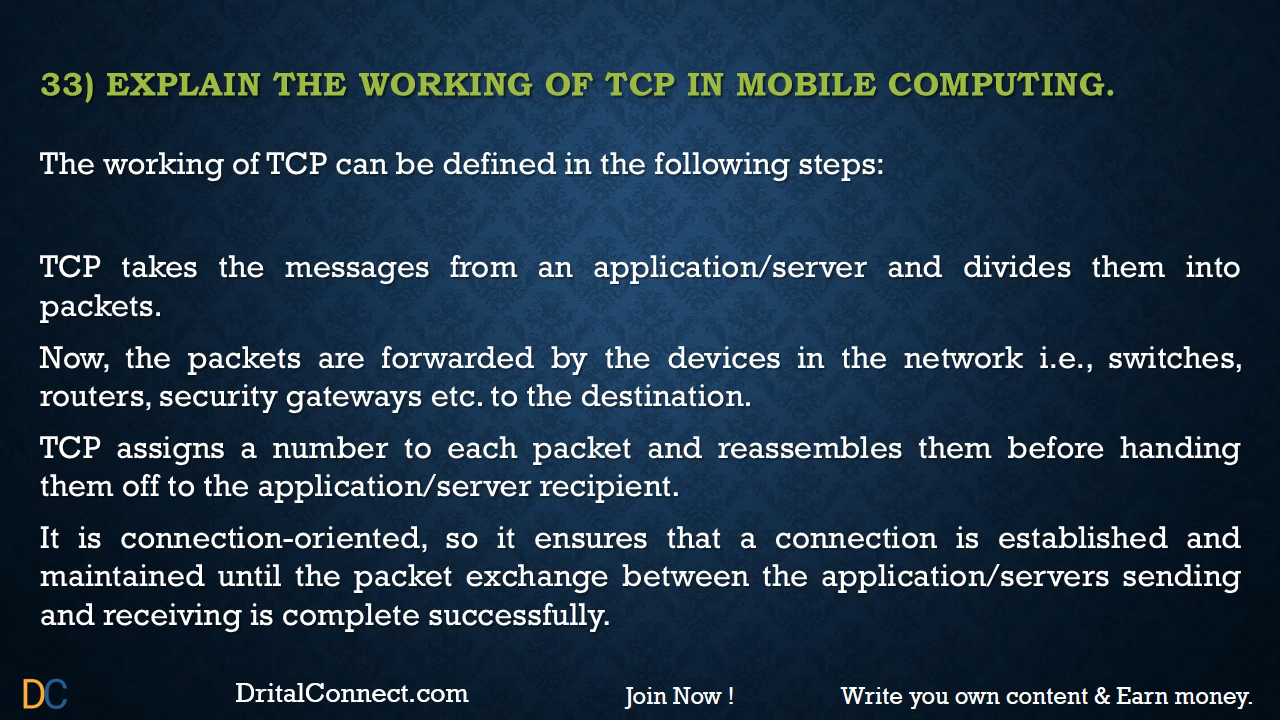 33) EXPLAIN THE WORKING OF TCP IN MOBILE COMPUTING.
The working of TCP can be defined in the following steps:
TCP takes the messages from an application/server and divides them into
packets.
Now, the packets are forwarded by the devices in the network i.e., switches,
routers, security gateways etc. to the destination.
TCP assigns a number to each packet and reassembles them before handing
them off to the application/server recipient.
It is connection-oriented, so it ensures that a connection is established and
maintained until the packet exchange between the application/servers sending
and receiving is complete successfully.
DC DritalConnect.com Join Now ! Write you own content & Earn money.